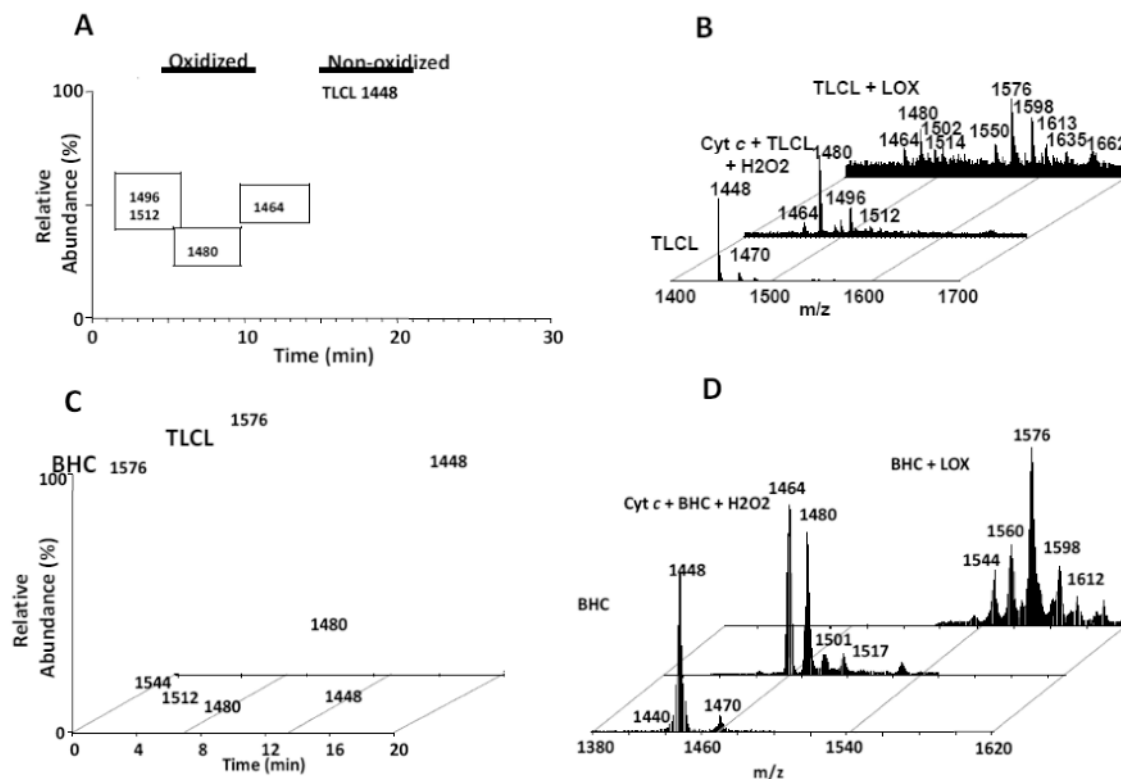 A
Oxidized
Non-oxidized
TLCL 1448
100
1496
1512
1464
1480
Relative
Abundance (%)
0
0
10
20
30
Time (min)
B
TLCL + LOX
1576
1598
1480
1502
1613
1464
1514
1550
1635
1662
Cyt c + TLCL
+ H2O2
1480
1448
1496
1464
1512
TLCL
1470
1400
1500
1600
1700
m/z
C
1576
TLCL
BHC
1576
1448
100
Relative
Abundance (%)
1480
1544
1512
1480
1448
0
0
4
8
12
20
Time (min)
D
1576
BHC + LOX
Cyt c + BHC + H2O2
1464
1480
1560
1544
1598
1612
1448
BHC
1501
1517
1440
1470
1380
1460
1540
1620
m/z